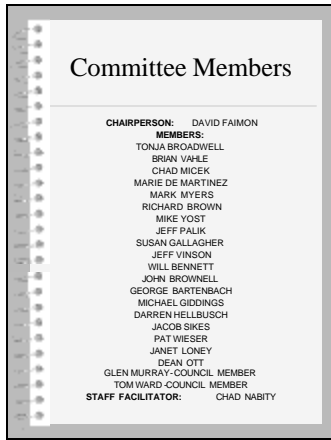 Committee Members
CHAIRPERSON: DAVID FAIMON
MEMBERS:
TONJA BROADWELL
BRIAN VAHLE
CHAD MICEK
MARIE DE MARTINEZ
MARK MYERS
RICHARD BROWN
MIKE YOST
JEFF PALIK
SUSAN GALLAGHER
JEFF VINSON
WILL BENNETT
JOHN BROWNELL
GEORGE BARTENBACH
MICHAEL GIDDINGS
DARREN HELLBUSCH
JACOB SIKES
PAT WIESER
JANET LONEY
DEAN OTT
GLEN MURRAY-COUNCIL MEMBER
TOM WARD-COUNCIL MEMBER
STAFF FACILITATOR: CHAD NABITY